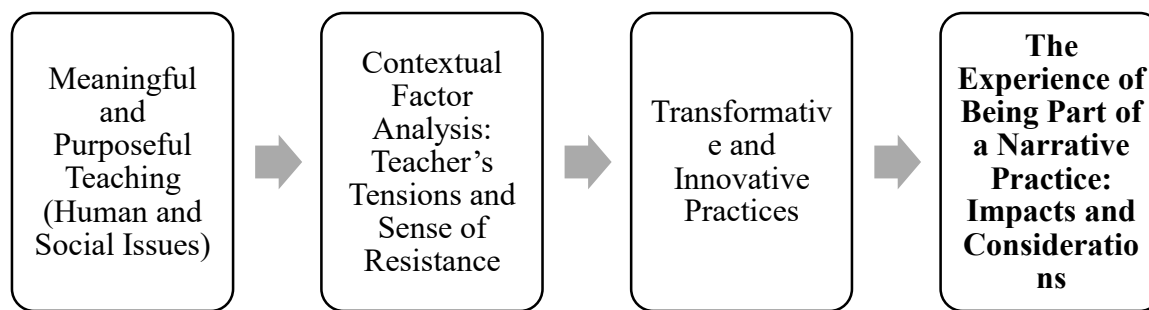 Meaningful
and
Purposeful
Teaching
(Human and
Social Issues)
Contextual
Factor
Analysis:
Teacher’s
Tensions and
Sense of
Resistance
Transformativ
e and
Innovative
Practices
The
Experience of
Being Part of
a Narrative
Practice:
Impacts and
Consideratio
ns